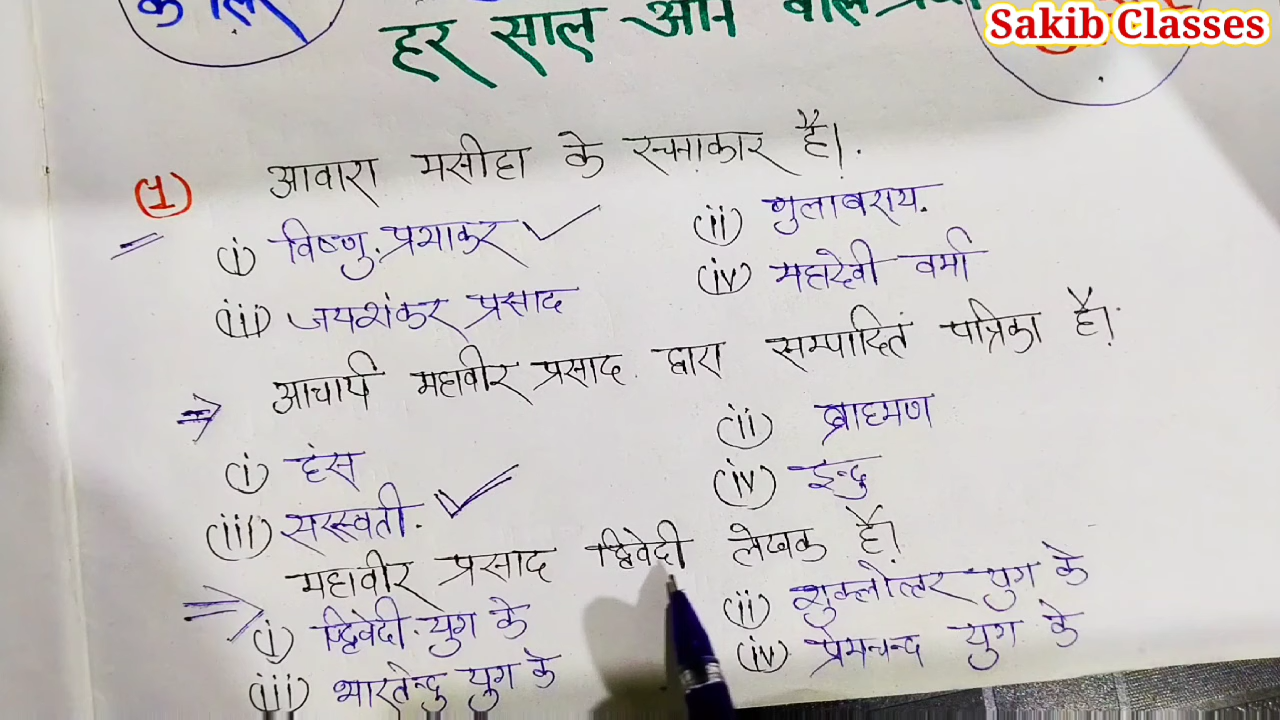 के लिए
हर साल आने वाले
Sakib Classes
(1) आवारा मसीहा के रचनाकार है।
(i) विष्णु प्रभाकर ✓ (ii) गुलाबराय.
(iii) जयशंकर प्रसाद (iv) महादेवी वर्मा
⇒ आचार्य महावीर प्रसाद द्वारा सम्पादित पत्रिका है।
(i) हंस (ii) ब्राह्मण
(iii) सरस्वती. ✓ (iv) इन्दु
⇒ महावीर प्रसाद द्विवेदी लेखक हैं।
(i) द्विवेदी युग के (ii) शुक्लोत्तर युग के
(iii) भारतेन्दु युग के (iv) प्रेमचन्द युग के